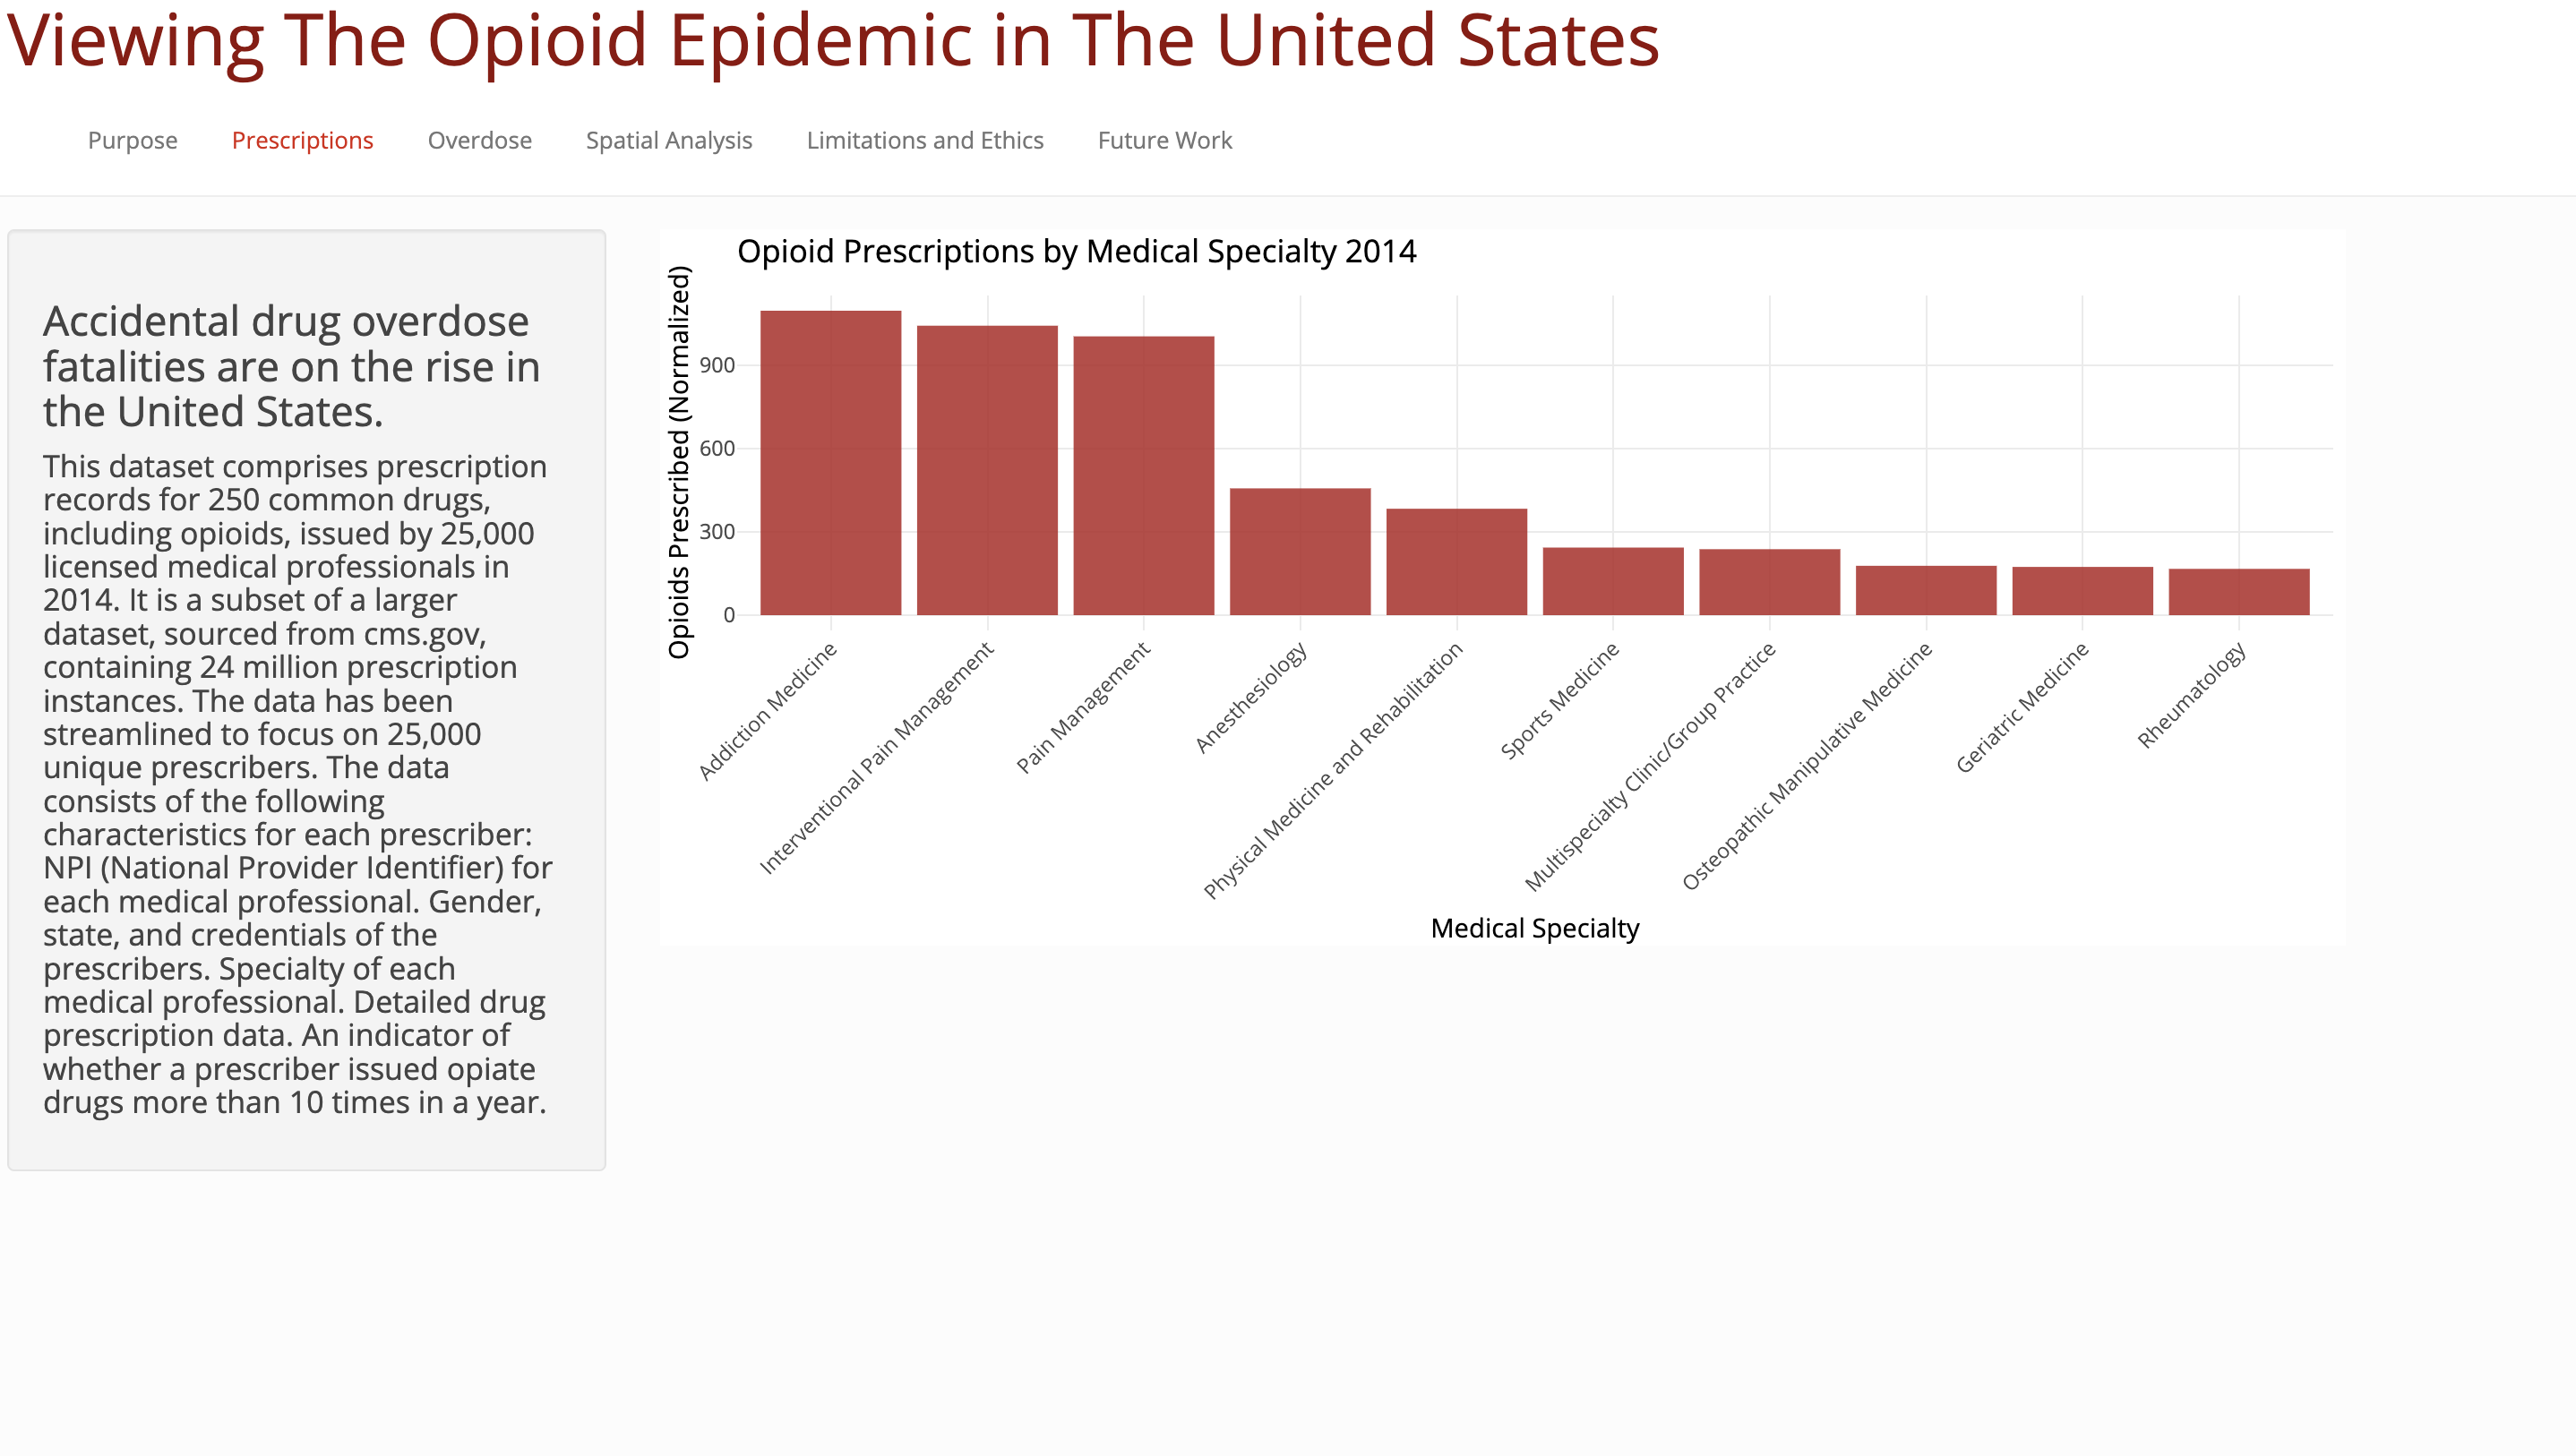 Viewing The Opioid Epidemic in The United States
Purpose Prescriptions Overdose Spatial Analysis Limitations and Ethics Future Work
Accidental drug overdose
fatalities are on the rise in
the United States.
This dataset comprises prescription
records for 250 common drugs,
including opioids, issued by 25,000
licensed medical professionals in
2014. It is a subset of a larger
dataset, sourced from cms.gov,
containing 24 million prescription
instances. The data has been
streamlined to focus on 25,000
unique prescribers. The data
consists of the following
characteristics for each prescriber:
NPI (National Provider Identifier) for
each medical professional. Gender,
state, and credentials of the
prescribers. Specialty of each
medical professional. Detailed drug
prescription data. An indicator of
whether a prescriber issued opiate
drugs more than 10 times in a year.
Opioid Prescriptions by Medical Specialty 2014
Opioids Prescribed (Normalized)
900
600
300
0
Addiction Medicine
Interventional Pain Management
Pain Management
Anesthesiology
Physical Medicine and Rehabilitation
Sports Medicine
Multispecialty Clinic/Group Practice
Osteopathic Manipulative Medicine
Geriatric Medicine
Rheumatology
Medical Specialty